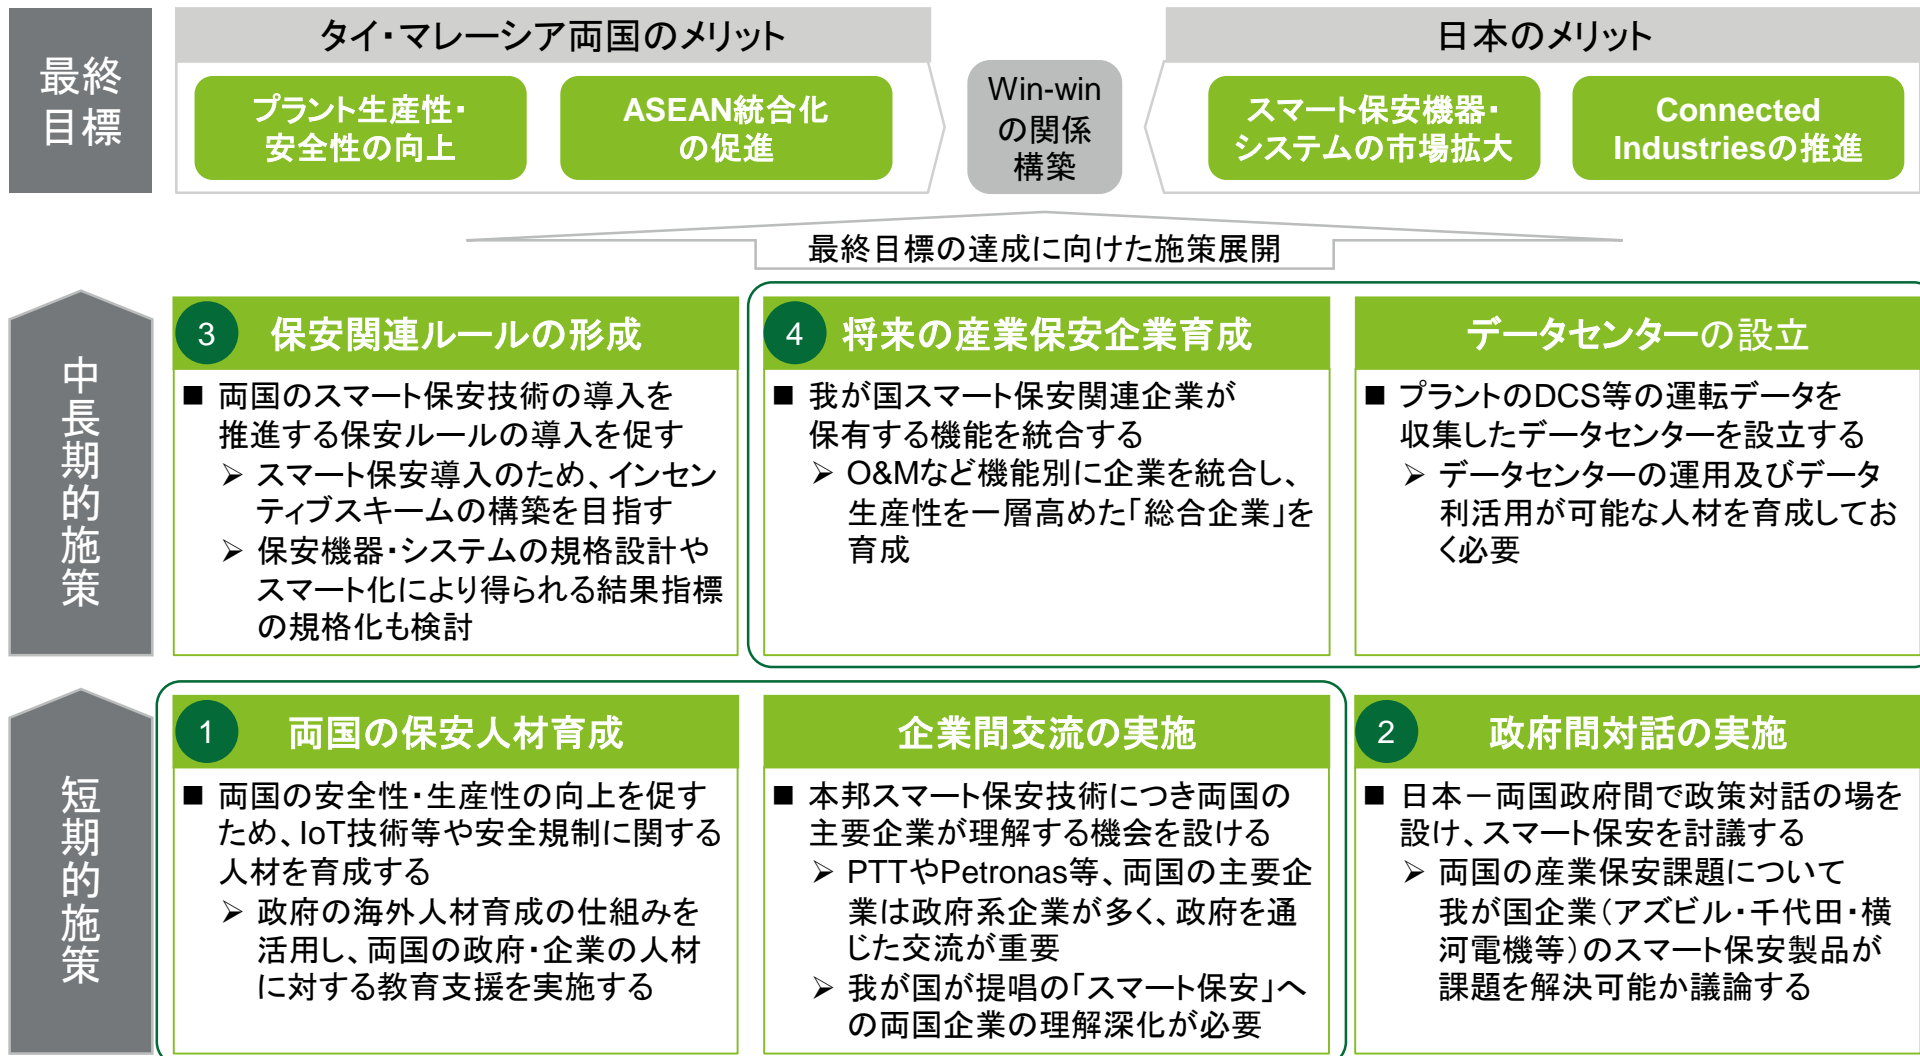 最終
目標
タイ・マレーシア両国のメリット
プラント生産性・
安全性の向上
ASEAN統合化
の促進
Win-win
の関係
構築
日本のメリット
スマート保安機器・
システムの市場拡大
Connected
Industriesの推進
最終目標の達成に向けた施策展開
中長期的施策
3 保安関連ルールの形成
■ 両国のスマート保安技術の導入を
推進する保安ルールの導入を促す
➢ スマート保安導入のため、インセン
ティブスキームの構築を目指す
➢ 保安機器・システムの規格設計や
スマート化により得られる結果指標
の規格化も検討
4 将来の産業保安企業育成
■ 我が国スマート保安関連企業が
保有する機能を統合する
➢ O&Mなど機能別に企業を統合し、
生産性を一層高めた「総合企業」を
育成
データセンターの設立
■ プラントのDCS等の運転データを
収集したデータセンターを設立する
➢ データセンターの運用及びデータ
利活用が可能な人材を育成してお
く必要
短期的施策
1 両国の保安人材育成
■ 両国の安全性・生産性の向上を促す
ため、IoT技術等や安全規制に関する
人材を育成する
➢ 政府の海外人材育成の仕組みを
活用し、両国の政府・企業の人材
に対する教育支援を実施する
企業間交流の実施
■ 本邦スマート保安技術につき両国の
主要企業が理解する機会を設ける
➢ PTTやPetronas等、両国の主要企
業は政府系企業が多く、政府を通
じた交流が重要
➢ 我が国が提唱の「スマート保安」へ
の両国企業の理解深化が必要
2 政府間対話の実施
■ 日本－両国政府間で政策対話の場を
設け、スマート保安を討議する
➢ 両国の産業保安課題について
我が国企業（アズビル・千代田・横
河電機等）のスマート保安製品が
課題を解決可能か議論する